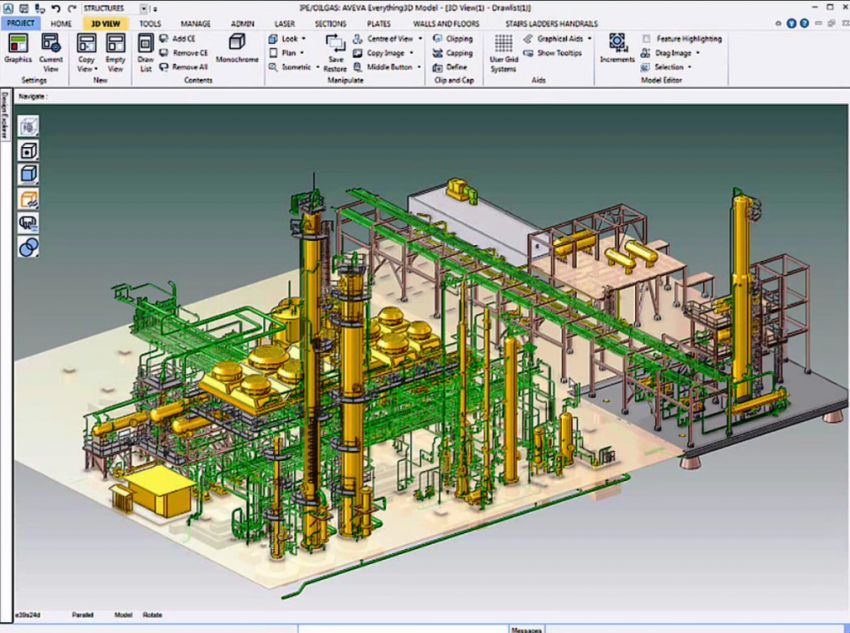 STRUCTURES
JPE/OILGAS: AVEVA Everything3D Model - [3D View(1) - Drawlist(1)]
PROJECT HOME 3D VIEW TOOLS MANAGE ADMIN LASER SECTIONS PLATES WALLS AND FLOORS STAIRS LADDERS HANDRAILS
Graphics
Current View
Settings
Copy View
Empty View
New
Draw List
Add CE
Remove CE
Remove All
Monochrome
Contents
Look
Plan
Isometric
Save
Restore
Centre of View
Copy Image
Middle Button
Manipulate
Clipping
Capping
Define
Clip and Cap
User Grid Systems
Graphical Aids
Show Tooltips
Aids
Increments
Feature Highlighting
Drag Image
Selection
Model Editor
Navigate :
Design Explorer
Parallel Model Rotate
Messages